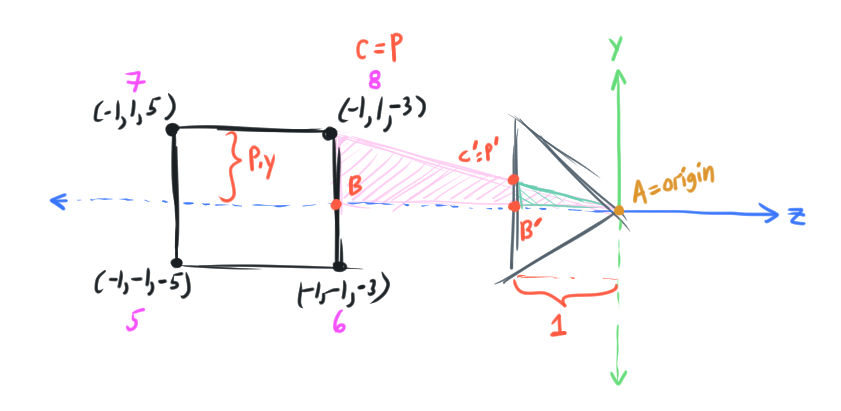 C = P
Y
7
8
(-1,1,5)
(-1,1,-3)
P.y
C'=P'
A=origin
B
B'
Z
(-1,-1,-5)
(-1,-1,-3)
5
6
1